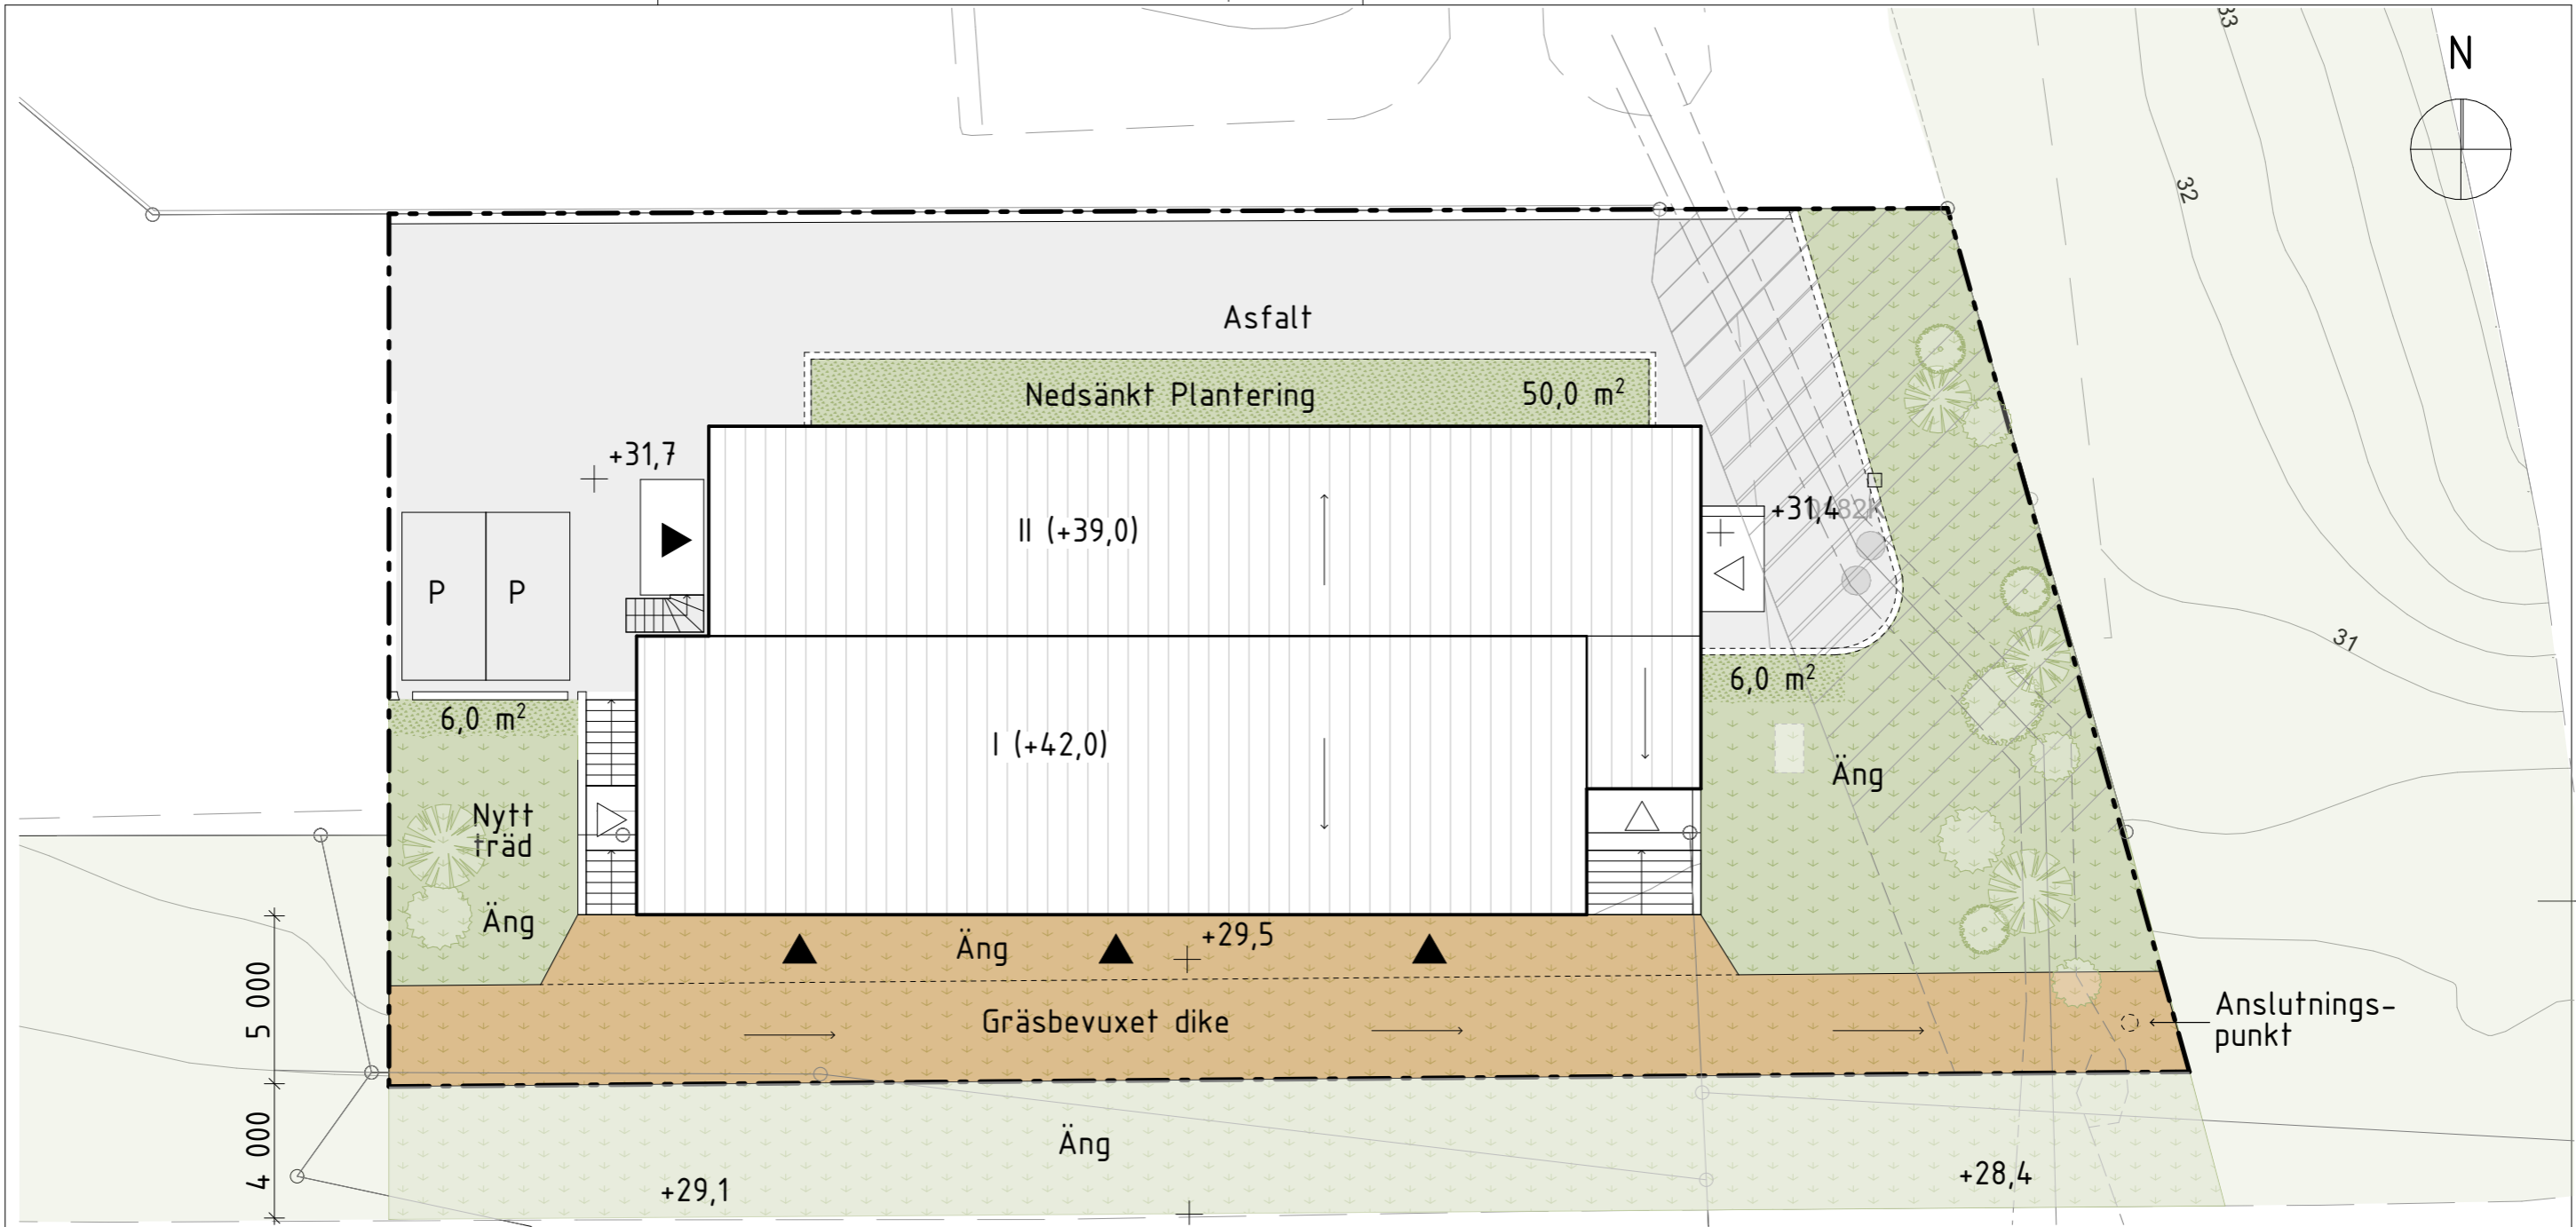 33
N
32
Asfalt
Nedsänkt Plantering
50,0 m²
+31,7
II (+39,0)
+31,4
P
P
31
6,0 m²
6,0 m²
I (+42,0)
Äng
Nytt
träd
Äng
Äng
+29,5
5 000
Gräsbevuxet dike
Anslutnings-
punkt
4 000
Äng
+29,1
+28,4